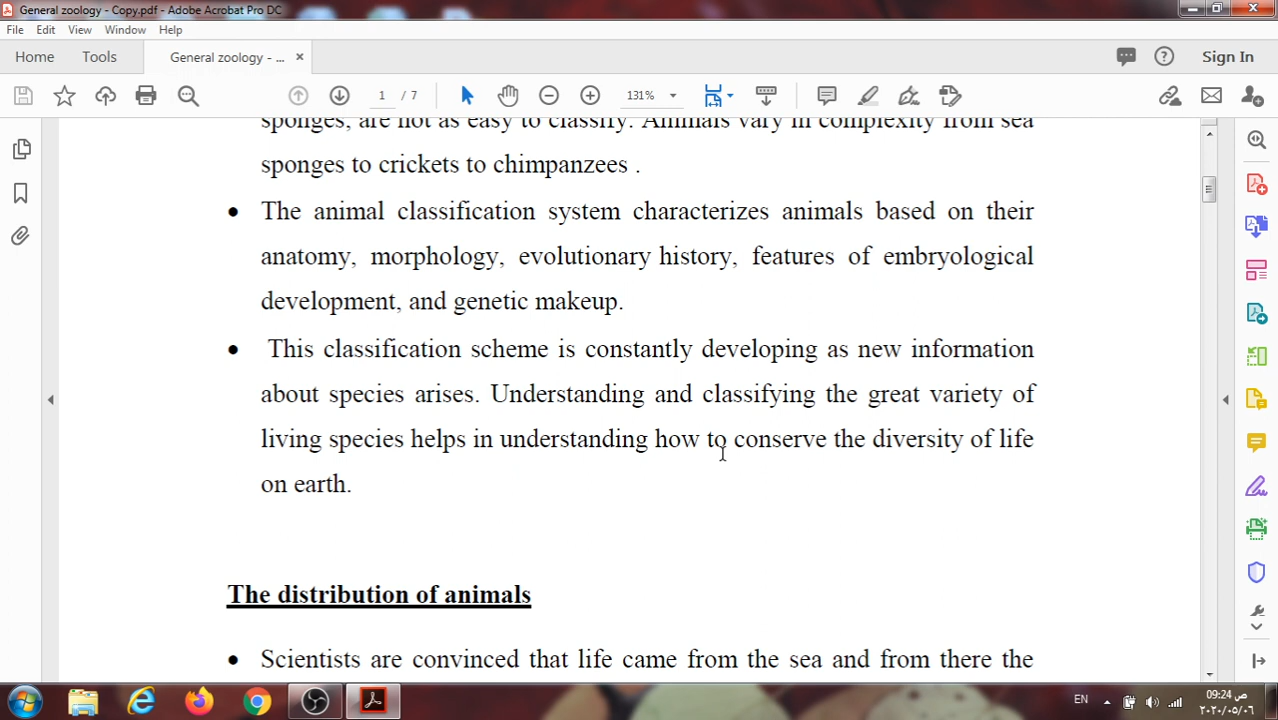 General zoology - Copy.pdf - Adobe Acrobat Pro DC
File Edit View Window Help
Home Tools General zoology - ... × Sign In
1 / 7 131%
sponges, are not as easy to classify. Animals vary in complexity from sea
sponges to crickets to chimpanzees .
• The animal classification system characterizes animals based on their
anatomy, morphology, evolutionary history, features of embryological
development, and genetic makeup.
• This classification scheme is constantly developing as new information
about species arises. Understanding and classifying the great variety of
living species helps in understanding how to conserve the diversity of life
on earth.
The distribution of animals
• Scientists are convinced that life came from the sea and from there the
EN 09:24 ص
٢٠٢٠/٠٥/٠٦